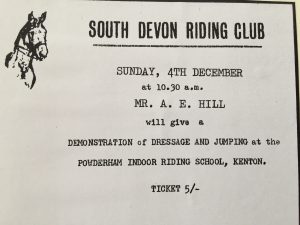 SOUTH DEVON RIDING CLUB
SUNDAY, 4TH DECEMBER
at 10.30 a.m.
MR. A. E. HILL
will give a
DEMONSTRATION of DRESSAGE AND JUMPING at the
POWDERHAM INDOOR RIDING SCHOOL, KENTON.
TICKET 5/-